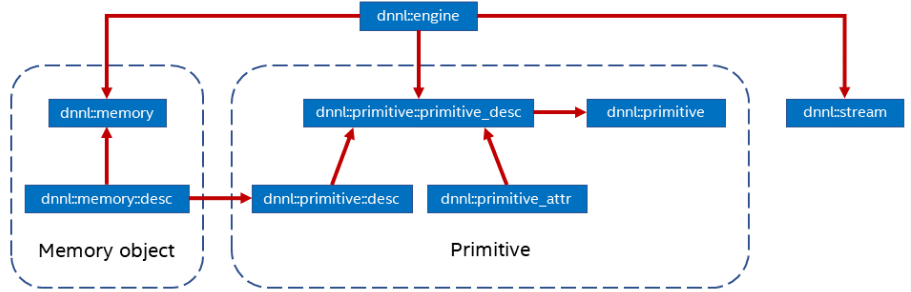 dnnl::engine
dnnl::memory
dnnl::primitive::primitive_desc
dnnl::primitive
dnnl::stream
dnnl::memory::desc
dnnl::primitive::desc
dnnl::primitive_attr
Memory object
Primitive